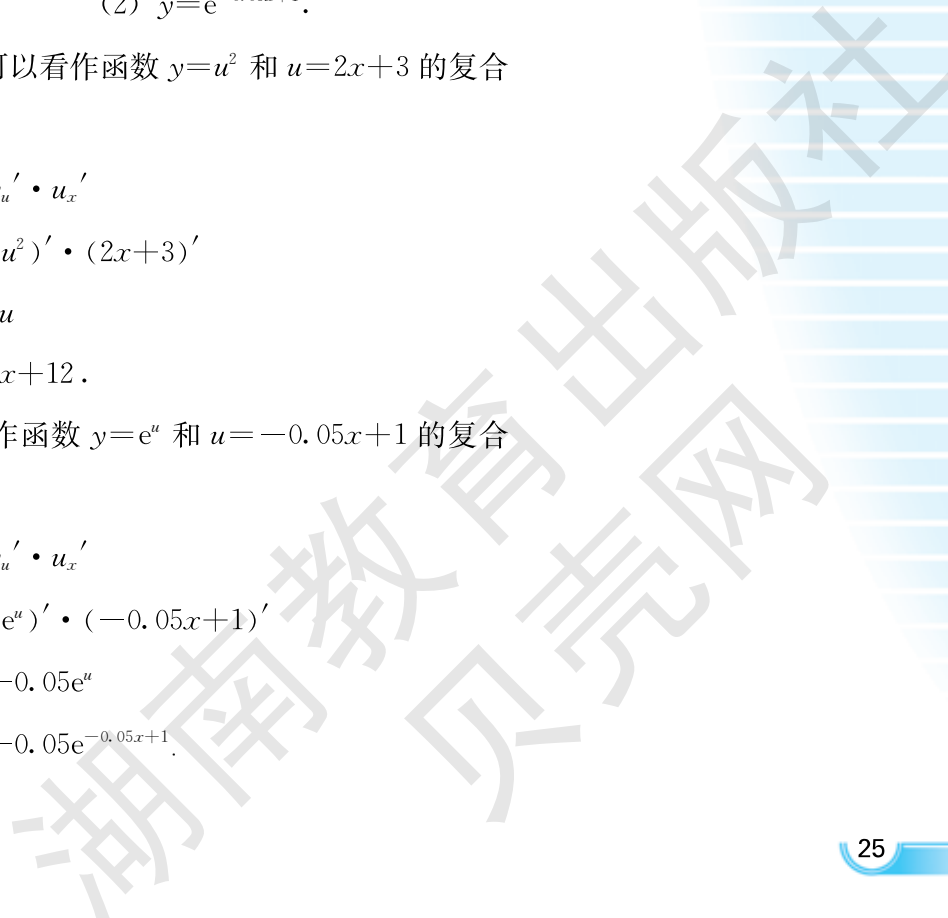 (2) y=e
可以看作函数 y=u² 和 u=2x+3 的复合
u′·uₓ′
u²)′·(2x+3)′
u
x+12.
作函数 y=eᵘ 和 u=-0.05x+1 的复合
u′·uₓ′
eᵘ)′·(-0.05x+1)′
-0.05eᵘ
-0.05e^{-0.05x+1}.
湖南教育出版社
贝壳网
25